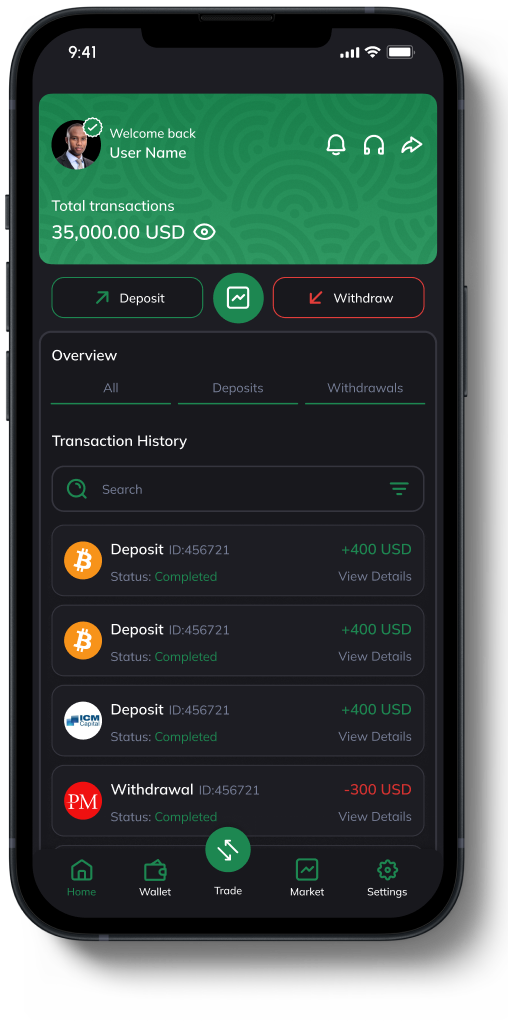 9:41
Welcome back
User Name
Total transactions
35,000.00 USD
Deposit
Withdraw
Overview
All Deposits Withdrawals
Transaction History
Search
Deposit ID:456721 +400 USD
Status: Completed View Details
Deposit ID:456721 +400 USD
Status: Completed View Details
ICM
Capital
Deposit ID:456721 +400 USD
Status: Completed View Details
PM
Withdrawal ID:456721 -300 USD
Status: Completed View Details
Home Wallet Trade Market Settings